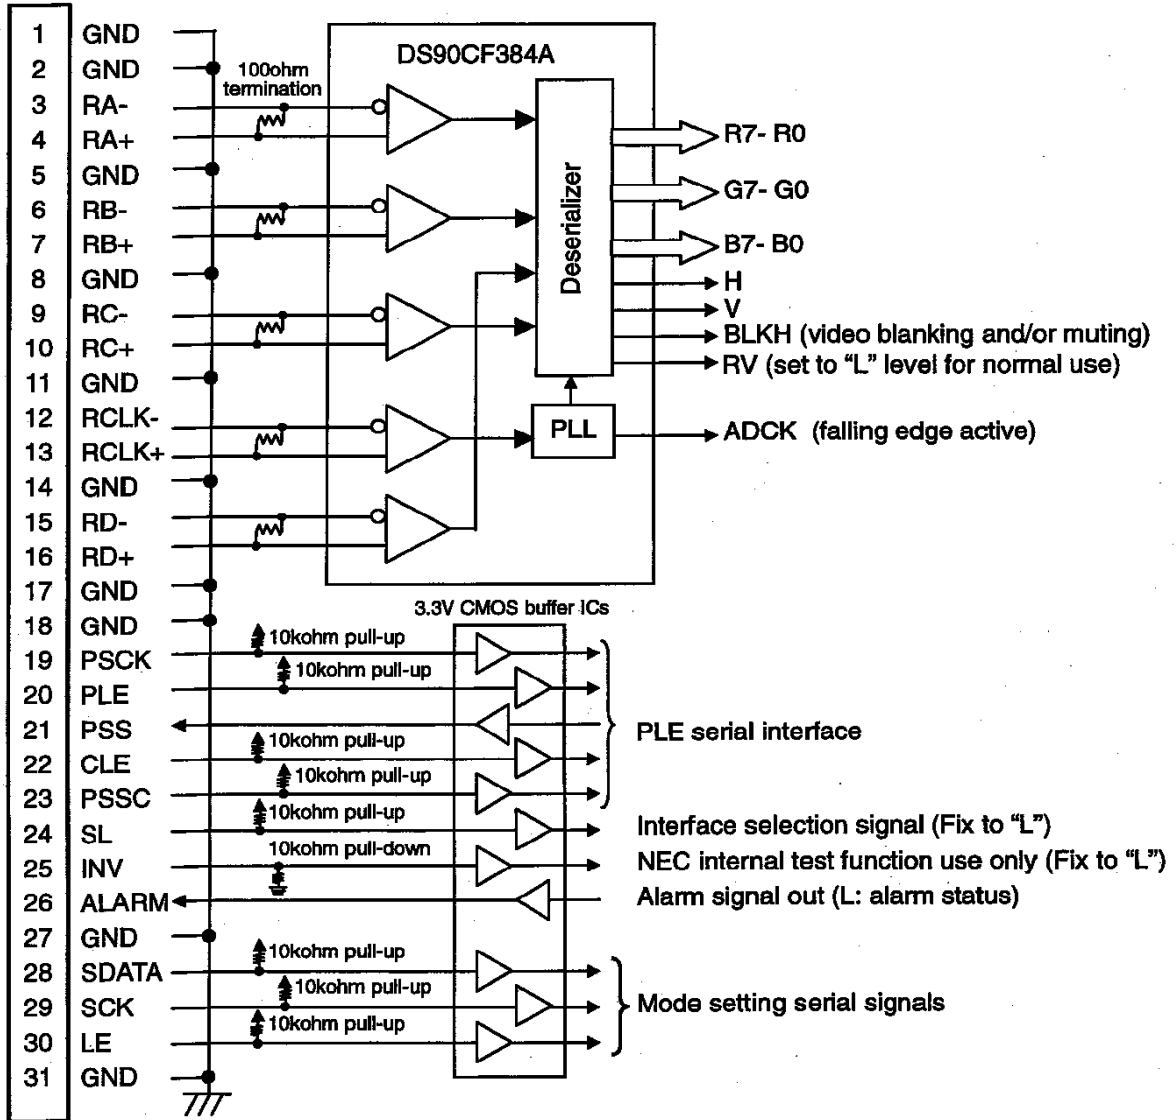 1 GND
2 GND
3 RA-
4 RA+
5 GND
6 RB-
7 RB+
8 GND
9 RC-
10 RC+
11 GND
12 RCLK-
13 RCLK+
14 GND
15 RD-
16 RD+
17 GND
18 GND
19 PSCK
20 PLE
21 PSS
22 CLE
23 PSSC
24 SL
25 INV
26 ALARM
27 GND
28 SDATA
29 SCK
30 LE
31 GND
100ohm
termination
DS90CF384A
Deserializer
PLL
R7- R0
G7- G0
B7- B0
H
V
BLKH (video blanking and/or muting)
RV (set to “L” level for normal use)
ADCK (falling edge active)
3.3V CMOS buffer ICs
10kohm pull-up
10kohm pull-up
10kohm pull-up
10kohm pull-up
10kohm pull-up
10kohm pull-down
10kohm pull-up
10kohm pull-up
10kohm pull-up
PLE serial interface
Interface selection signal (Fix to “L”)
NEC internal test function use only (Fix to “L”)
Alarm signal out (L: alarm status)
Mode setting serial signals